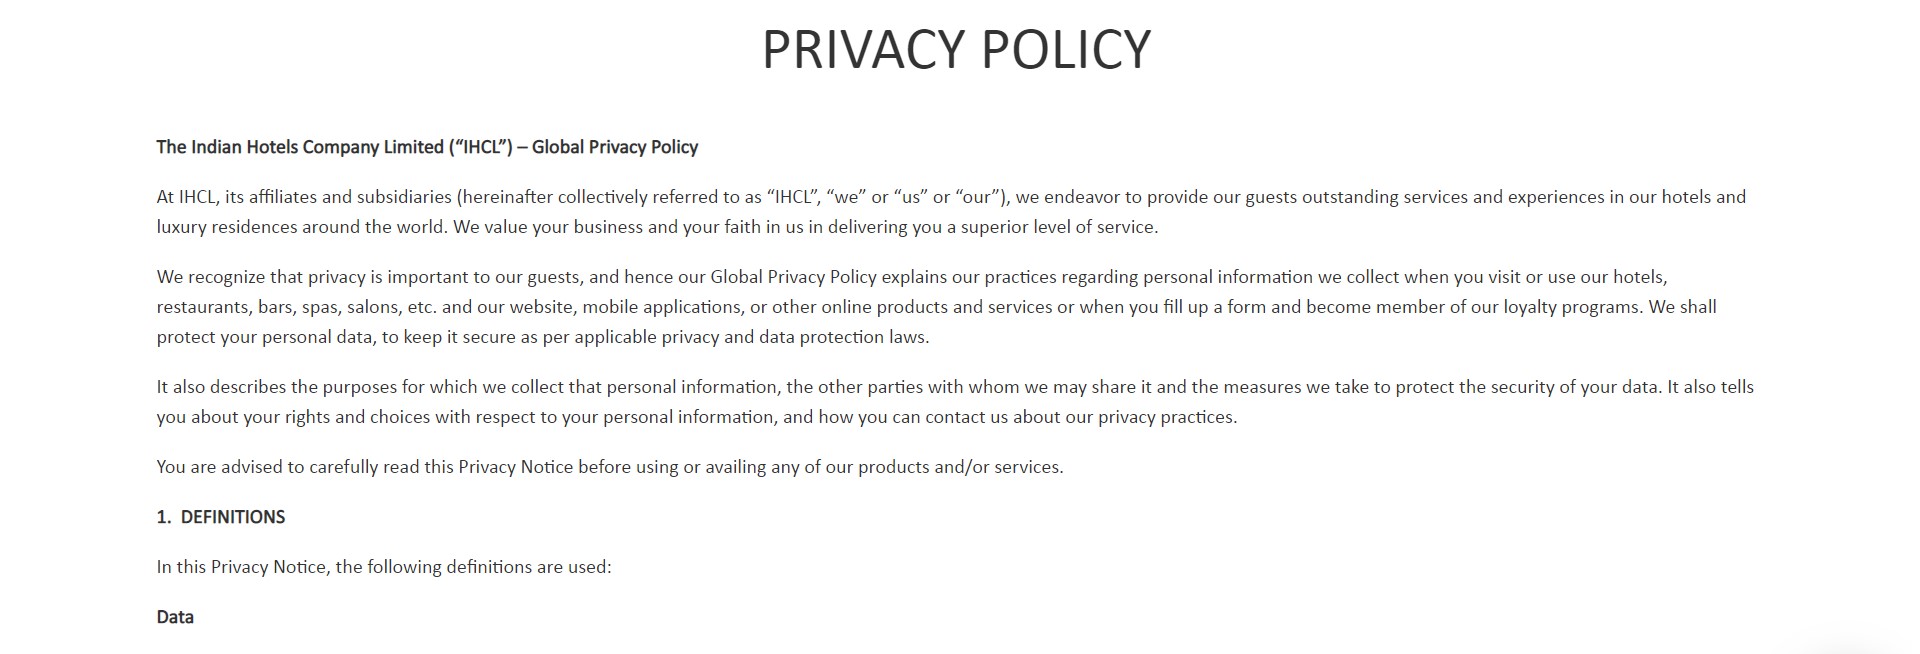 PRIVACY POLICY
The Indian Hotels Company Limited (“IHCL”) – Global Privacy Policy
At IHCL, its affiliates and subsidiaries (hereinafter collectively referred to as “IHCL”, “we” or “us” or “our”), we endeavor to provide our guests outstanding services and experiences in our hotels and
luxury residences around the world. We value your business and your faith in us in delivering you a superior level of service.
We recognize that privacy is important to our guests, and hence our Global Privacy Policy explains our practices regarding personal information we collect when you visit or use our hotels,
restaurants, bars, spas, salons, etc. and our website, mobile applications, or other online products and services or when you fill up a form and become member of our loyalty programs. We shall
protect your personal data, to keep it secure as per applicable privacy and data protection laws.
It also describes the purposes for which we collect that personal information, the other parties with whom we may share it and the measures we take to protect the security of your data. It also tells
you about your rights and choices with respect to your personal information, and how you can contact us about our privacy practices.
You are advised to carefully read this Privacy Notice before using or availing any of our products and/or services.
1. DEFINITIONS
In this Privacy Notice, the following definitions are used:
Data